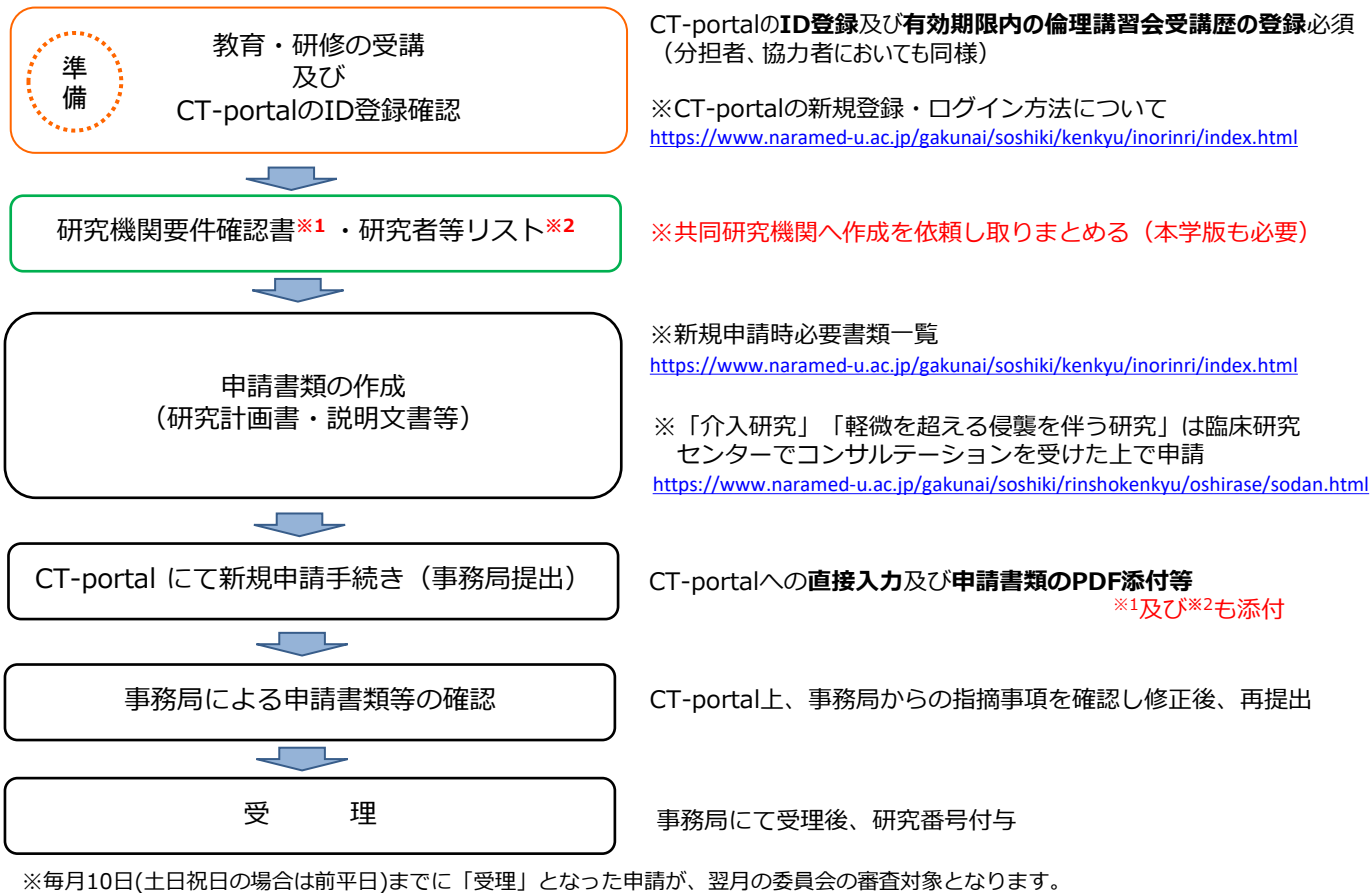 準
備
教育・研修の受講
及び
CT-portalのID登録確認
CT-portalのID登録及び有効期限内の倫理講習会受講歴の登録必須
（分担者、協力者においても同様）
※CT-portalの新規登録・ログイン方法について
https://www.naramed-u.ac.jp/gakunai/soshiki/kenkyu/inorinri/index.html
研究機関要件確認書※1 ・研究者等リスト※2
※共同研究機関へ作成を依頼し取りまとめる（本学版も必要）
申請書類の作成
（研究計画書・説明文書等）
※新規申請時必要書類一覧
https://www.naramed-u.ac.jp/gakunai/soshiki/kenkyu/inorinri/index.html
※「介入研究」「軽微を超える侵襲を伴う研究」は臨床研究
センターでコンサルテーションを受けた上で申請
https://www.naramed-u.ac.jp/gakunai/soshiki/rinshokenkyu/oshirase/sodan.html
CT-portal にて新規申請手続き（事務局提出）
CT-portalへの直接入力及び申請書類のPDF添付等
※1及び※2も添付
事務局による申請書類等の確認
CT-portal上、事務局からの指摘事項を確認し修正後、再提出
受　　　理
事務局にて受理後、研究番号付与
※毎月10日(土日祝日の場合は前平日)までに「受理」となった申請が、翌月の委員会の審査対象となります。